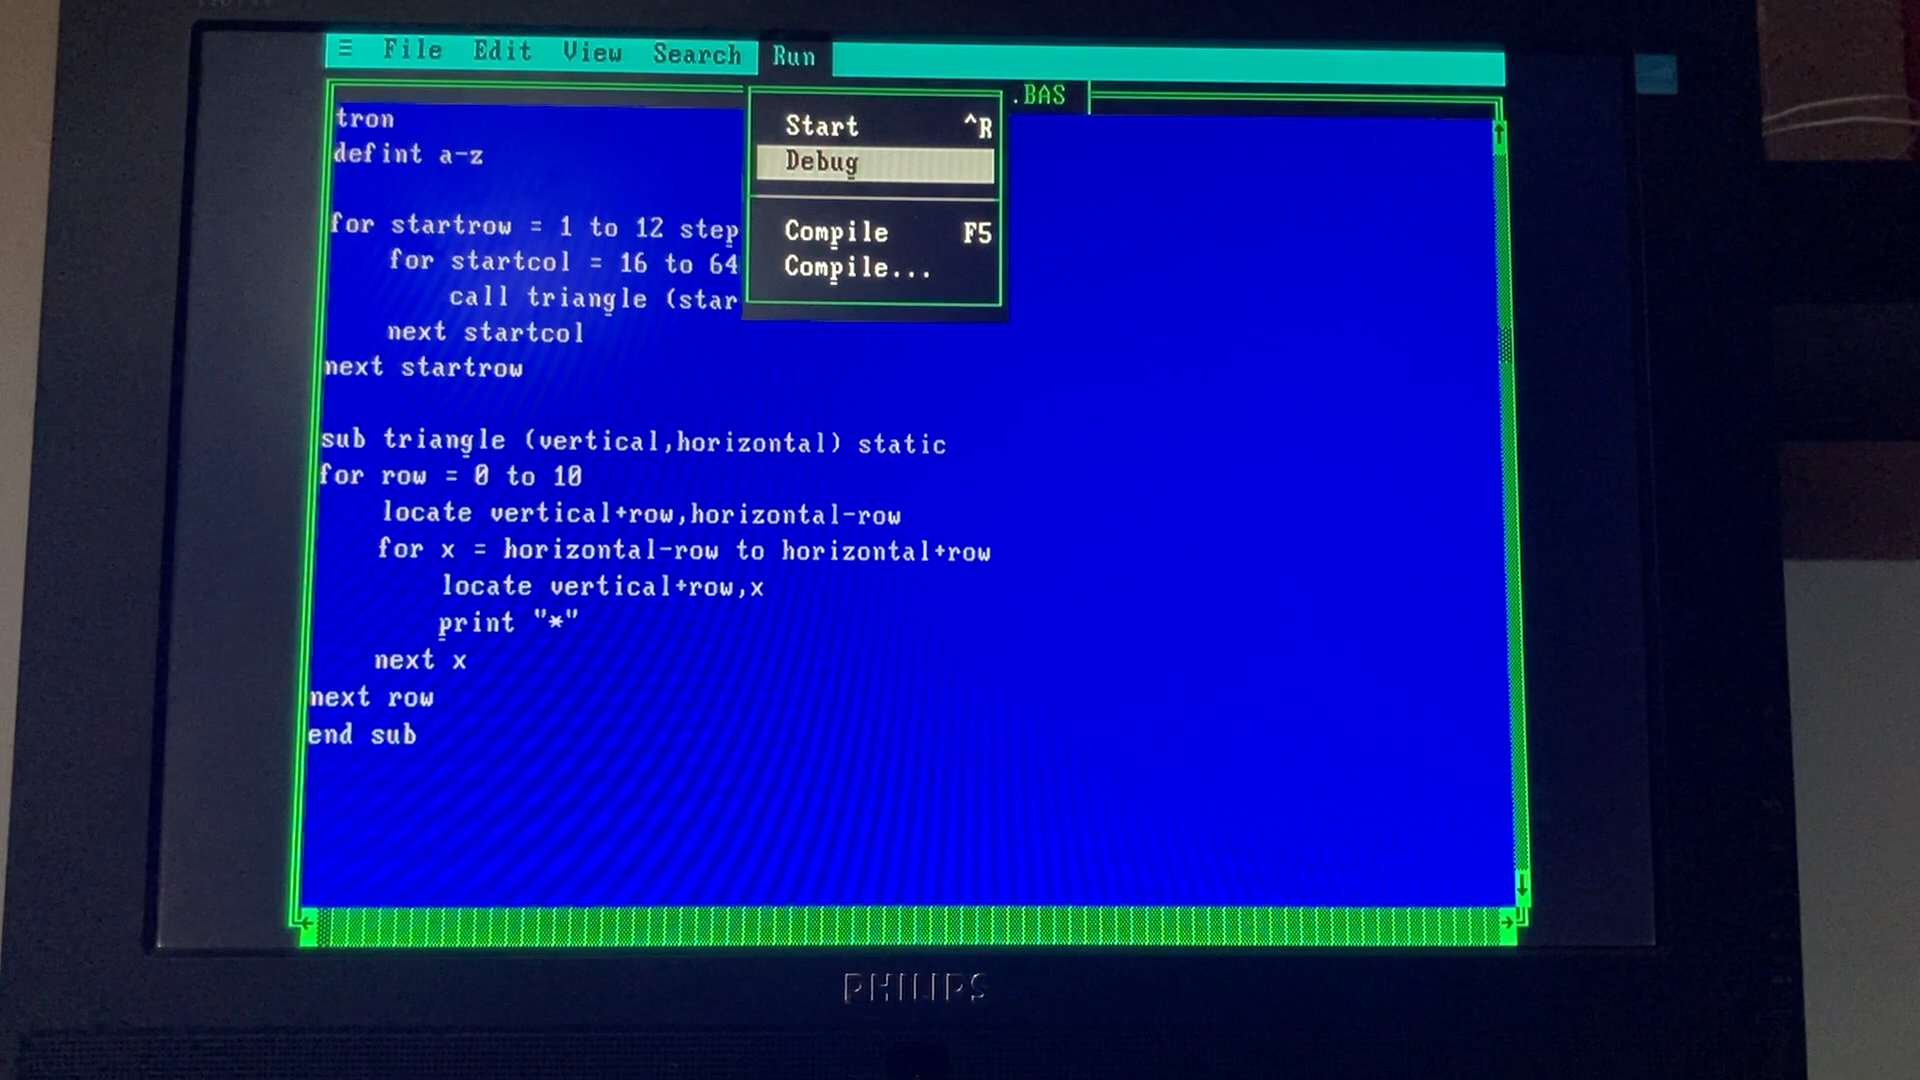 ≡ File Edit View Search Run
.BAS
Start ^R
Debug
Compile F5
Compile...
tron
defint a-z
for startrow = 1 to 12 step
for startcol = 16 to 64
call triangle (star
next startcol
next startrow
sub triangle (vertical,horizontal) static
for row = 0 to 10
locate vertical+row,horizontal-row
for x = horizontal-row to horizontal+row
locate vertical+row,x
print "*"
next x
next row
end sub
PHILIPS